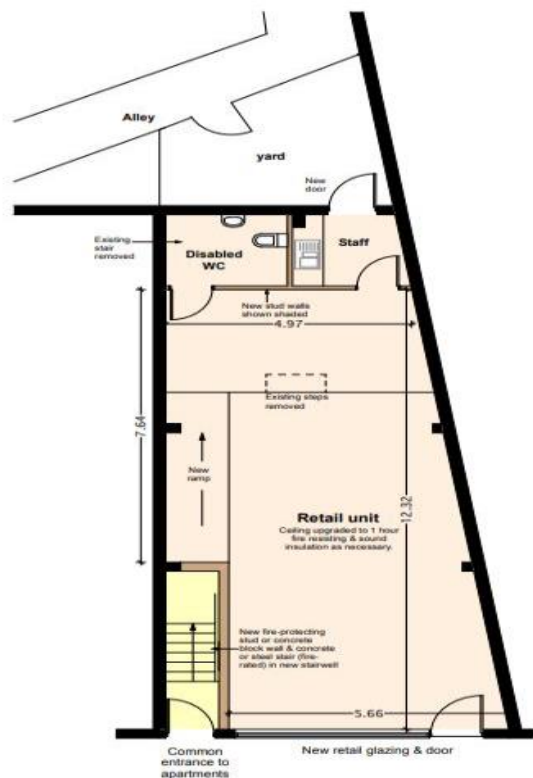 Alley
yard
New
door
Existing
stair
removed
Disabled
WC
Staff
New stud walls
shown shaded
4.97
Existing steps
removed
7.64
New
ramp
12.32
Retail unit
Ceiling upgraded to 1 hour
fire resisting & sound
insulation as necessary.
New fire-protecting
stud or concrete
block wall & concrete
or steel stair (fire-
rated) in new stairwell
5.66
Common
entrance to
apartments
New retail glazing & door